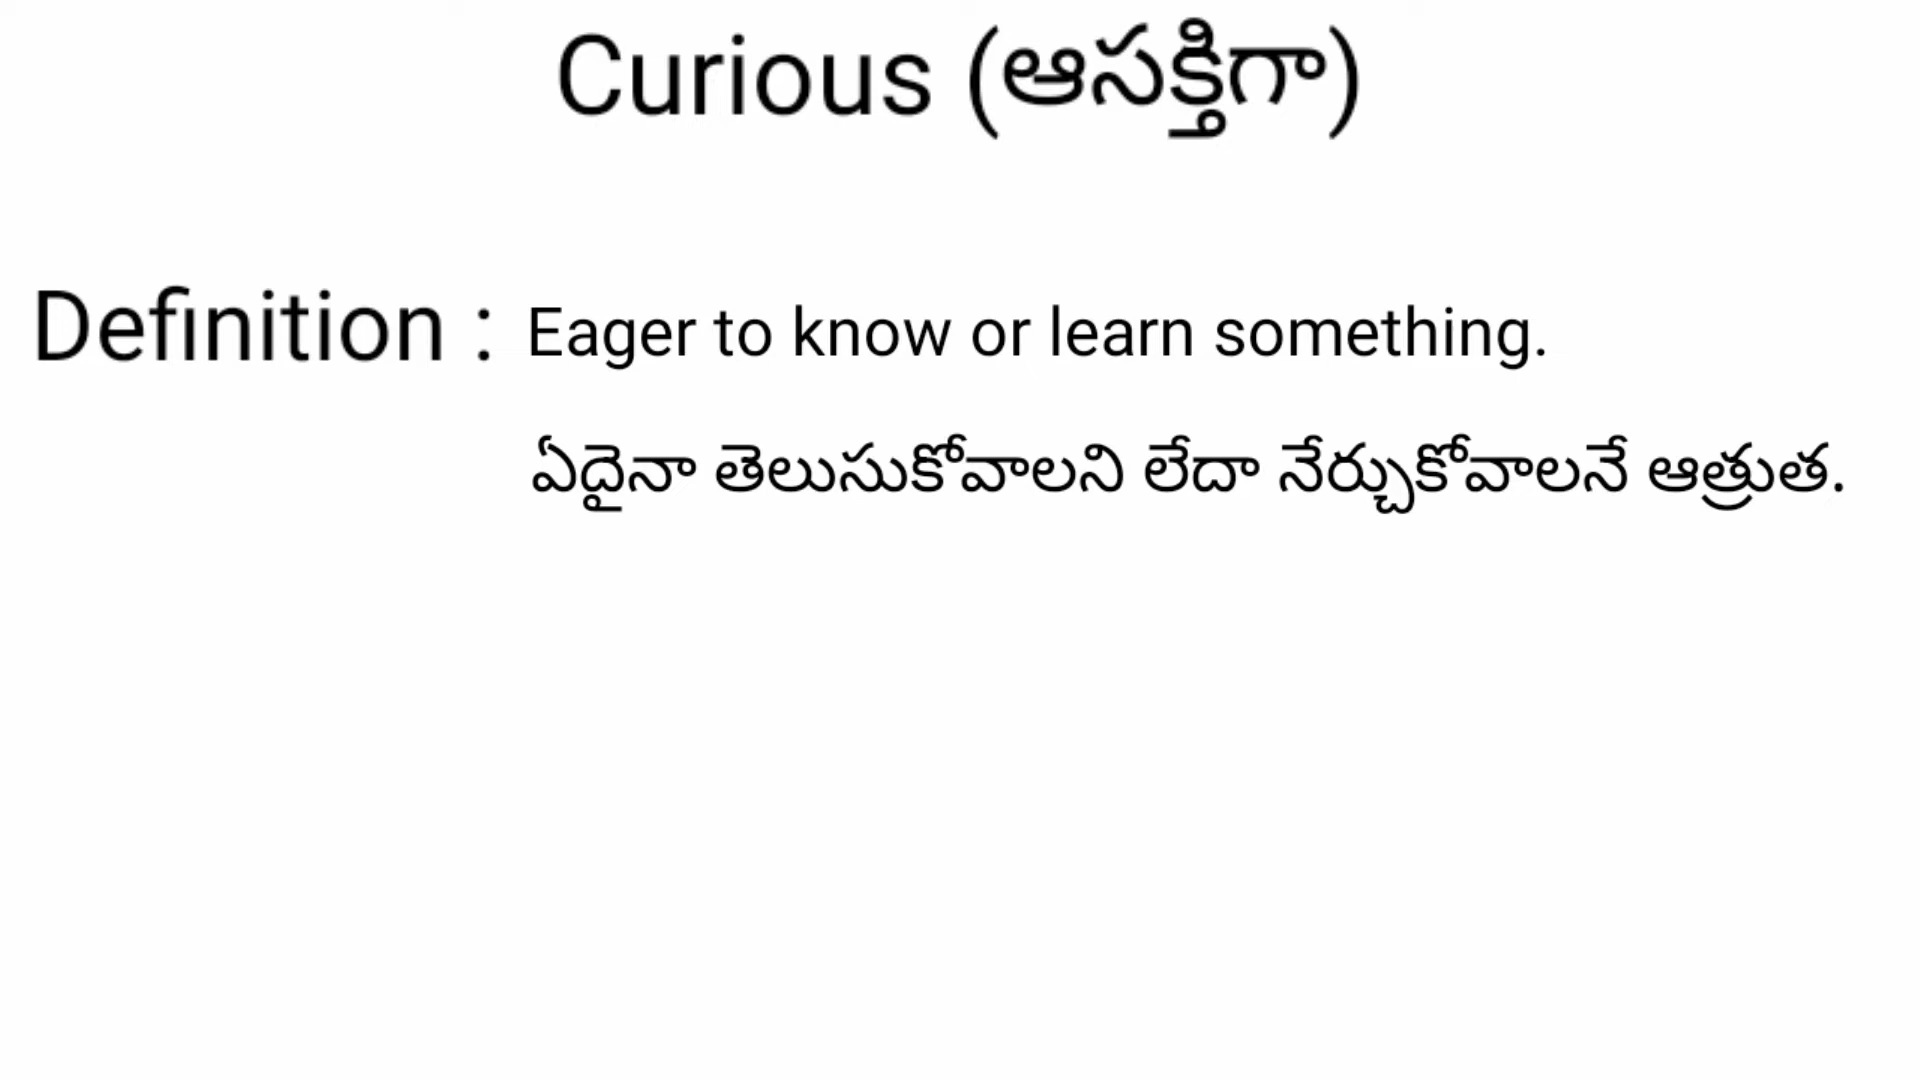 Curious (ఆసక్తిగా)
Definition : Eager to know or learn something.
ఏదైనా తెలుసుకోవాలని లేదా నేర్చుకోవాలనే ఆత్రుత.